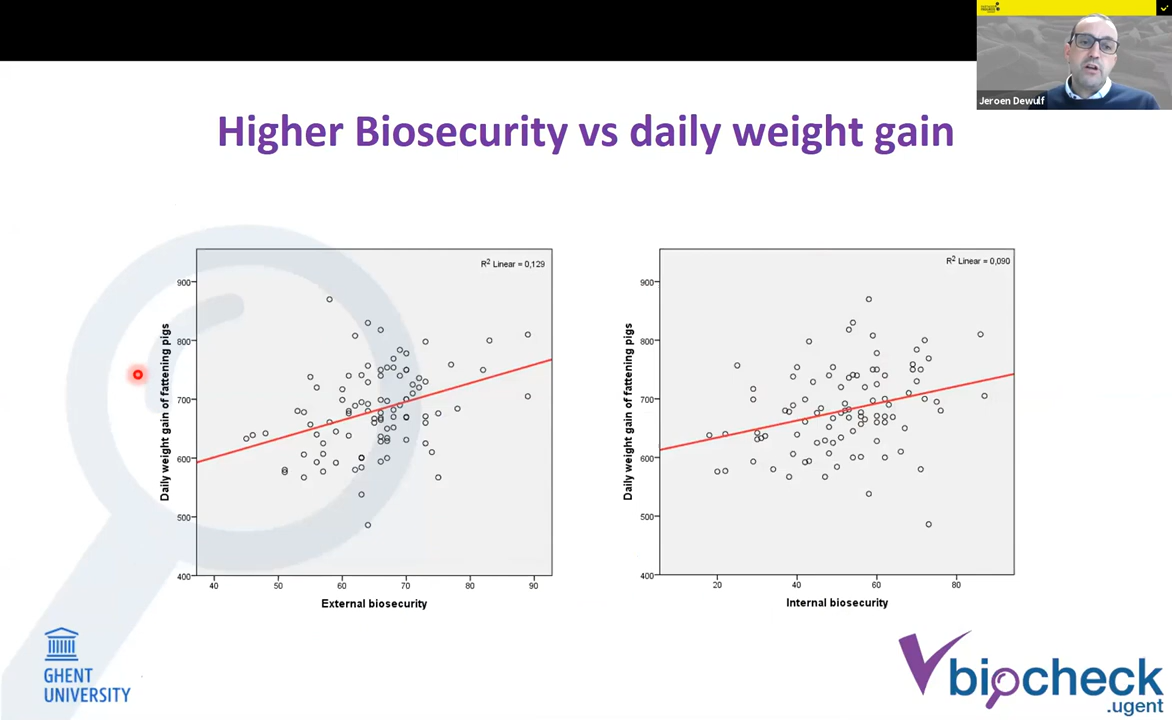 Jeroen Dewulf
Higher Biosecurity vs daily weight gain
R2 Linear = 0,129
900
800
700
600
500
400
40 50 60 70 80 90
Daily weight gain of fattening pigs
External biosecurity
R2 Linear = 0,090
900
800
700
600
500
400
20 40 60 80
Daily weight gain of fattening pigs
Internal biosecurity
GHENT
UNIVERSITY
biocheck
.ugent